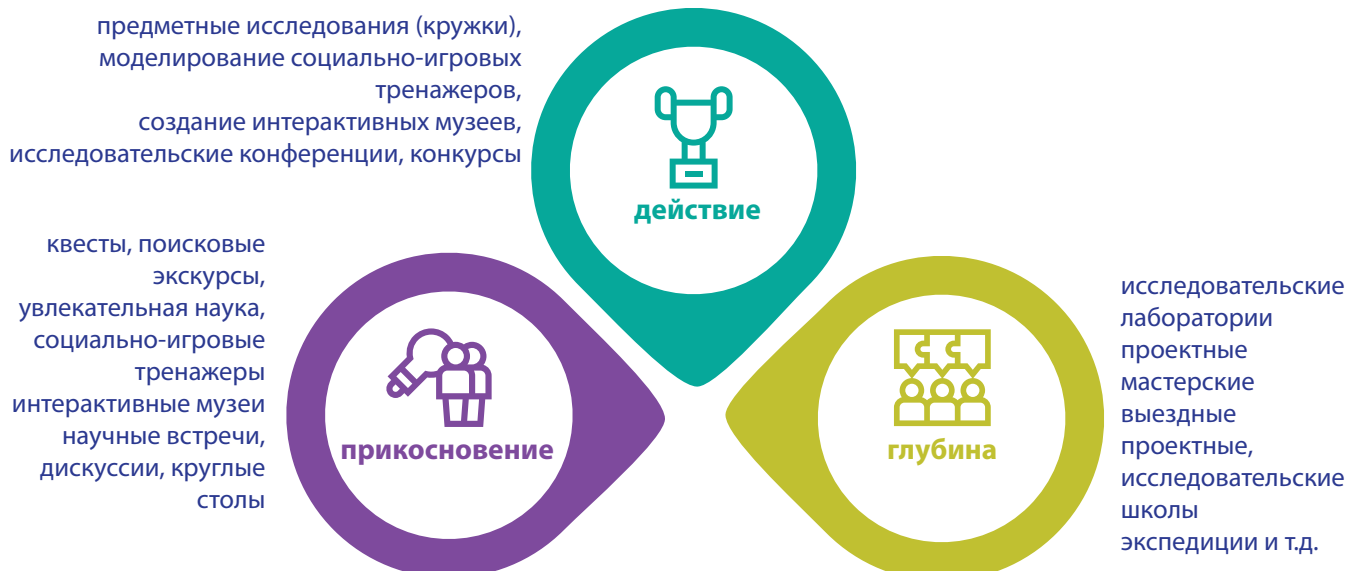 предметные исследования (кружки),
моделирование социально-игровых
тренажеров,
создание интерактивных музеев,
исследовательские конференции, конкурсы
действие
квесты, поисковые
экскурсы,
увлекательная наука,
социально-игровые
тренажеры
интерактивные музеи
научные встречи,
дискуссии, круглые
столы
прикосновение
глубина
исследовательские
лаборатории
проектные
мастерские
выездные
проектные,
исследовательские
школы
экспедиции и т.д.